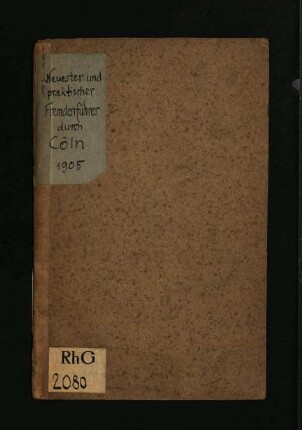 Neuester und
praktischer
Fremdenführer
durch
Cöln
1905
RhG
2080